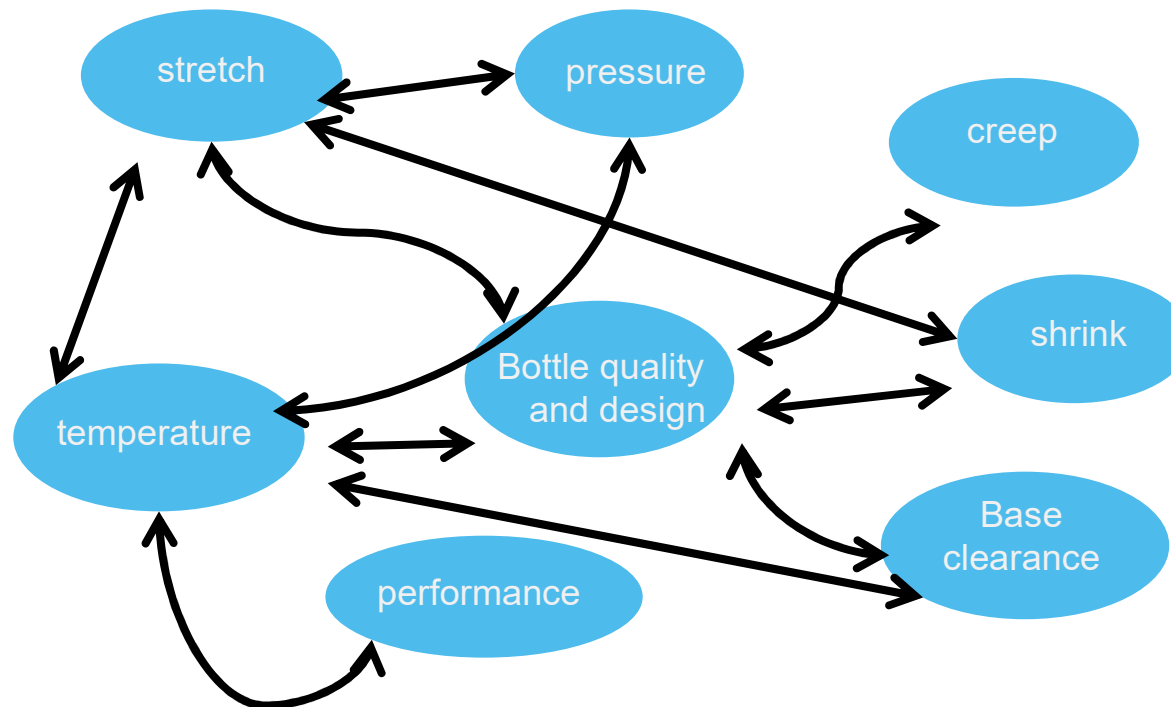 stretch
pressure
creep
shrink
Bottle quality
and design
temperature
Base
clearance
performance